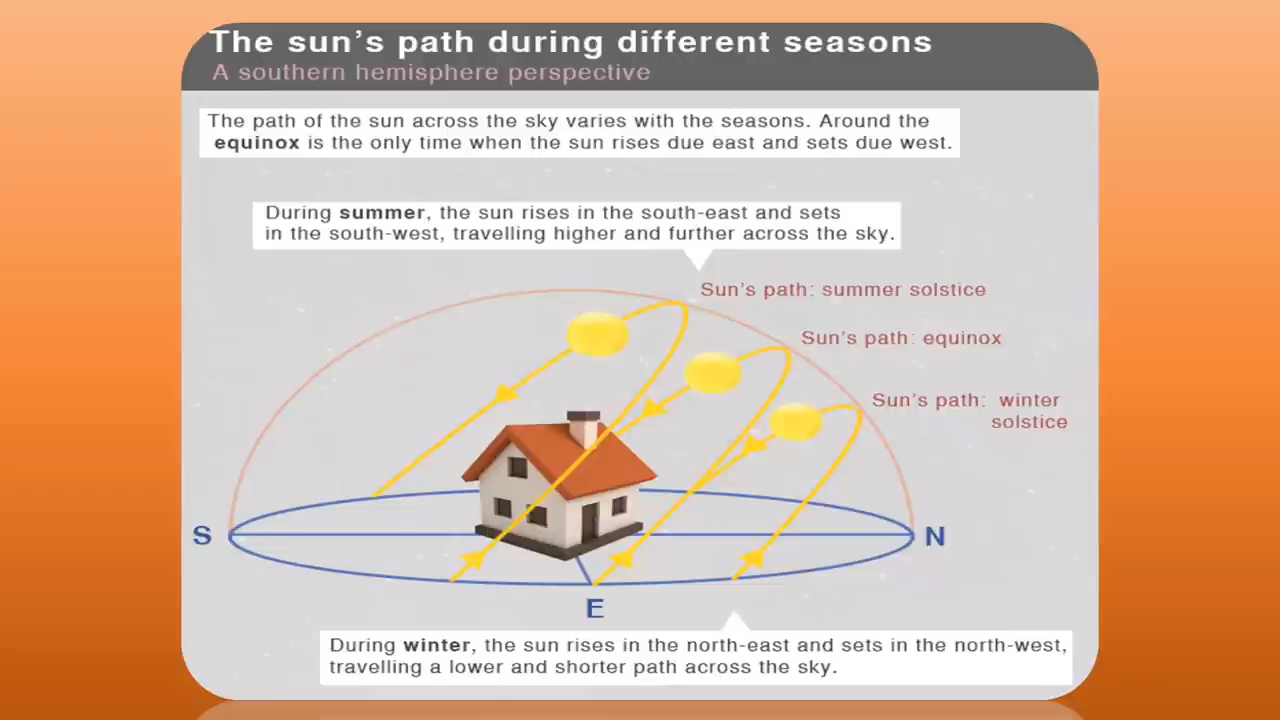 The sun's path during different seasons
A southern hemisphere perspective
The path of the sun across the sky varies with the seasons. Around the
equinox is the only time when the sun rises due east and sets due west.
During summer, the sun rises in the south-east and sets
in the south-west, travelling higher and further across the sky.
Sun's path: summer solstice
Sun's path: equinox
Sun's path: winter
solstice
S
N
E
During winter, the sun rises in the north-east and sets in the north-west,
travelling a lower and shorter path across the sky.